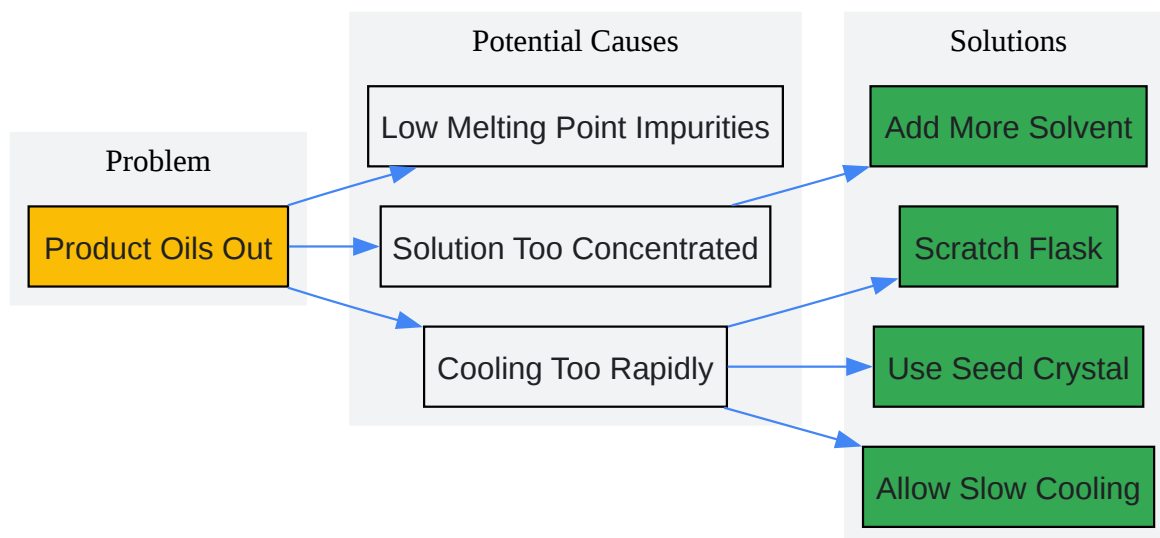 Problem
Product Oils Out
Potential Causes
Low Melting Point Impurities
Solution Too Concentrated
Cooling Too Rapidly
Solutions
Add More Solvent
Scratch Flask
Use Seed Crystal
Allow Slow Cooling